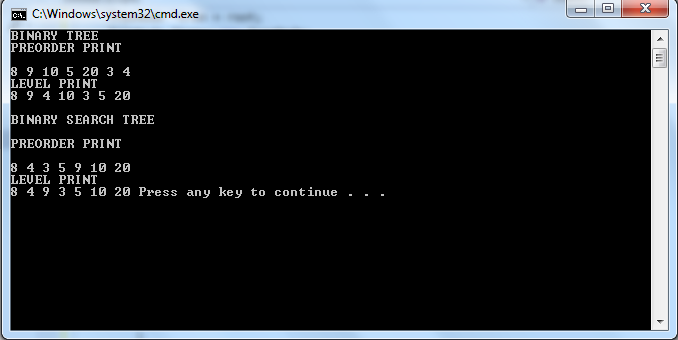 C:\Windows\system32\cmd.exe
BINARY TREE
PREORDER PRINT
8 9 10 5 20 3 4
LEVEL PRINT
8 9 4 10 3 5 20
BINARY SEARCH TREE
PREORDER PRINT
8 4 3 5 9 10 20
LEVEL PRINT
8 4 9 3 5 10 20 Press any key to continue . . .